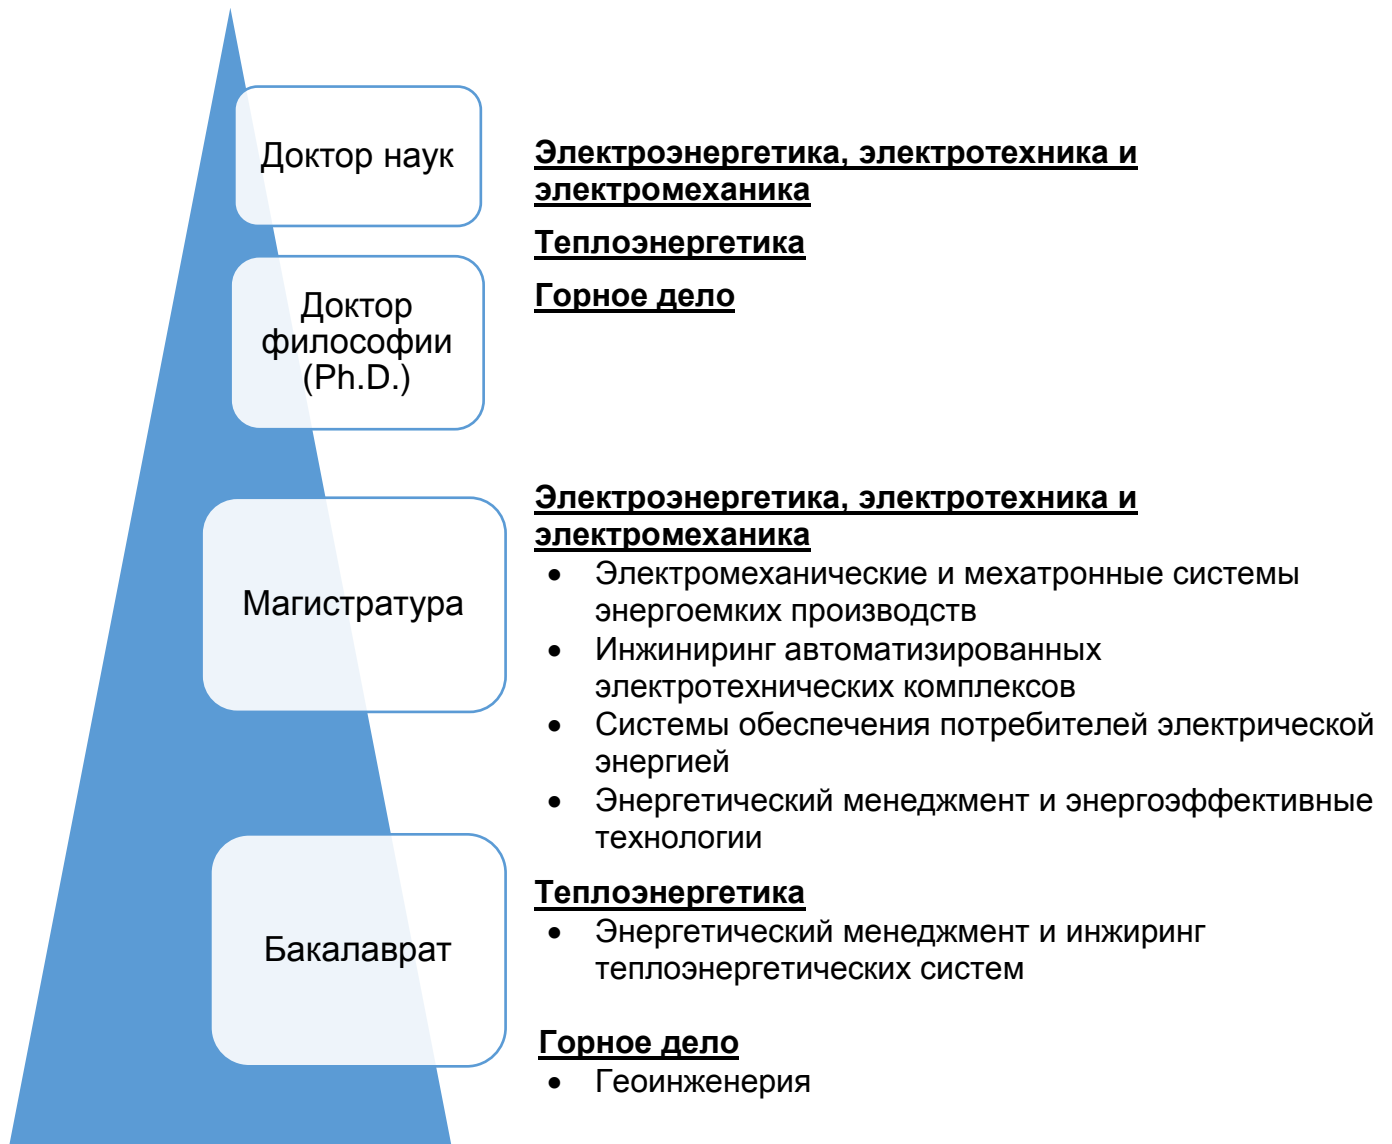 Доктор наук
Электроэнергетика, электротехника и
электромеханика
Теплоэнергетика
Горное дело
Доктор
философии
(Ph.D.)
Магистратура
Электроэнергетика, электротехника и
электромеханика
• Электромеханические и мехатронные системы
энергоемких производств
• Инжиниринг автоматизированных
электротехнических комплексов
• Системы обеспечения потребителей электрической
энергией
• Энергетический менеджмент и энергоэффективные
технологии
Бакалаврат
Теплоэнергетика
• Энергетический менеджмент и инжиринг
теплоэнергетических систем
Горное дело
• Геоинженерия